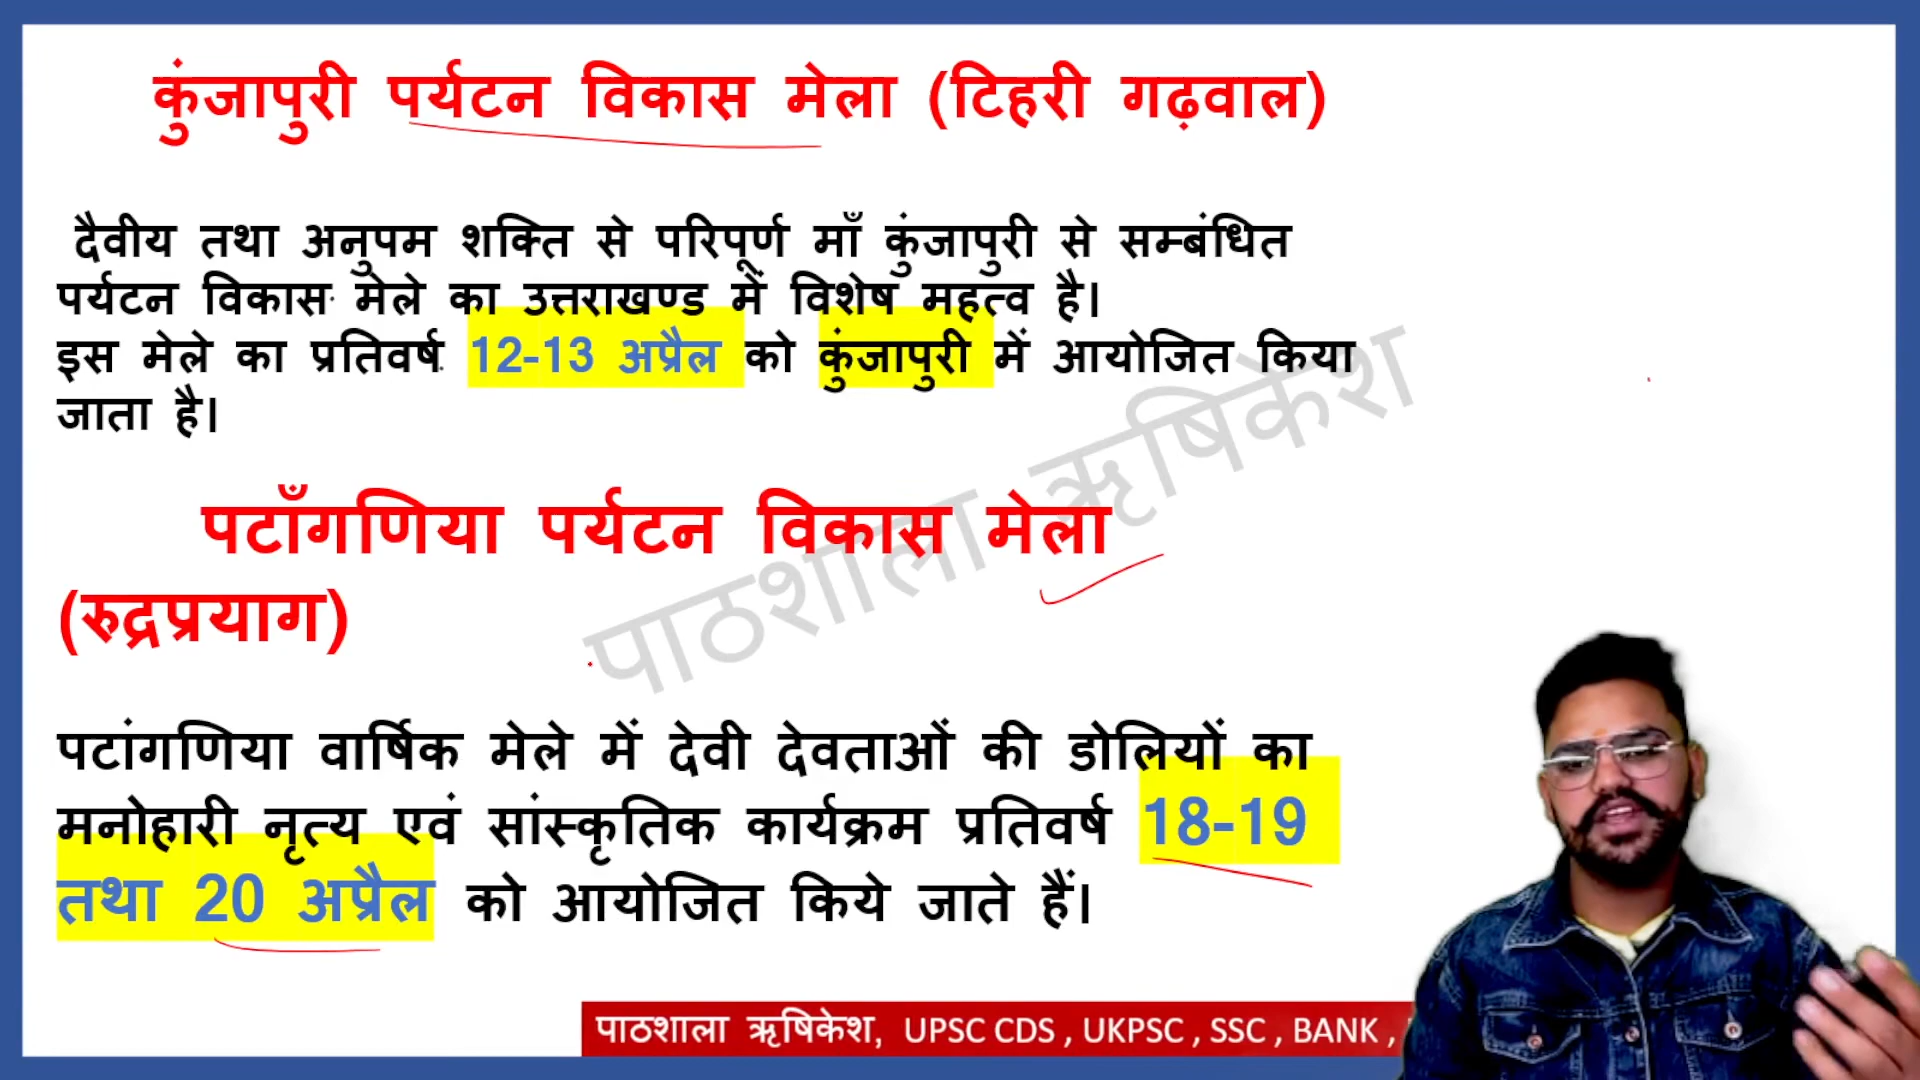 कुंजापुरी पर्यटन विकास मेला (टिहरी गढ़वाल)
दैवीय तथा अनुपम शक्ति से परिपूर्ण माँ कुंजापुरी से सम्बंधित
पर्यटन विकास मेले का उत्तराखण्ड में विशेष महत्व है।
इस मेले का प्रतिवर्ष 12-13 अप्रैल को कुंजापुरी में आयोजित किया
जाता है।
पटाँगणिया पर्यटन विकास मेला
(रुद्रप्रयाग)
पटांगणिया वार्षिक मेले में देवी देवताओं की डोलियों का
मनोहारी नृत्य एवं सांस्कृतिक कार्यक्रम प्रतिवर्ष 18-19
तथा 20 अप्रैल को आयोजित किये जाते हैं।
पाठशाला ऋषिकेश
पाठशाला ऋषिकेश, UPSC CDS , UKPSC , SSC , BANK ,